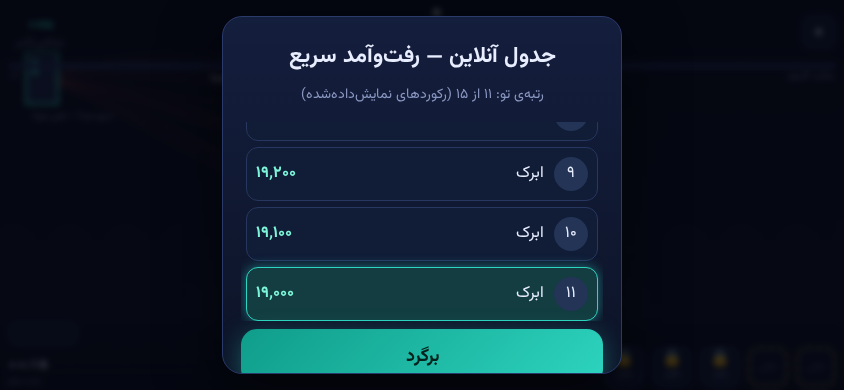 جدول آنلاین – رفت‌وآمد سریع
رتبه‌ی تو: ۱۱ از ۱۵ (رکوردهای نمایش‌داده‌شده)
۹ ابرک ۱۹,۲۰۰
۱۰ ابرک ۱۹,۱۰۰
۱۱ ابرک ۱۹,۰۰۰
برگرد